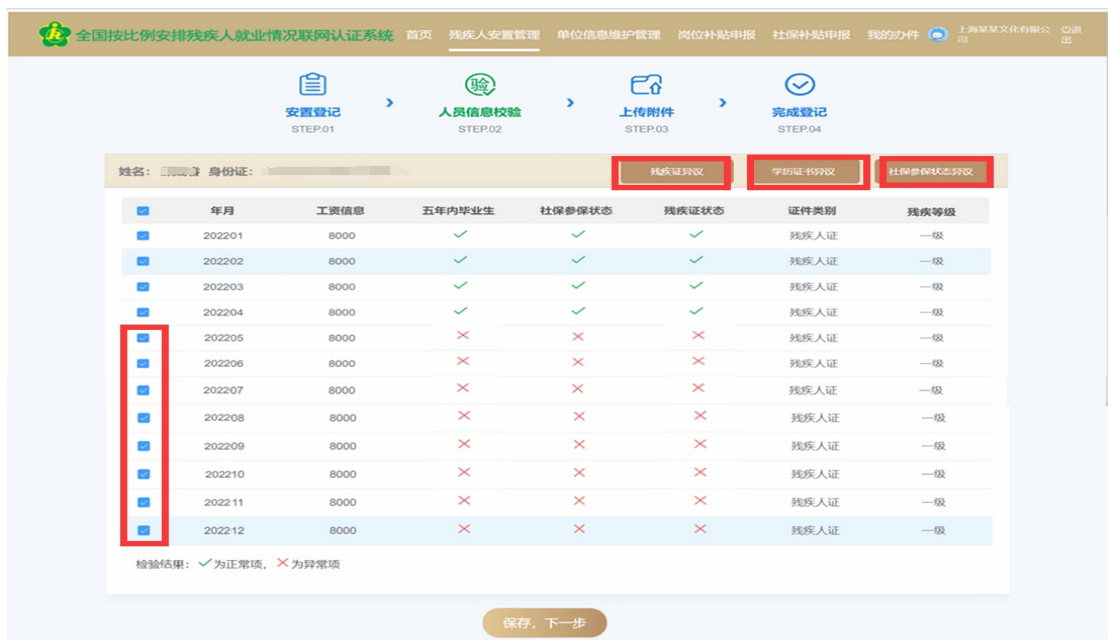 全国按比例安排残疾人就业情况联网认证系统 首页 残疾人安置管理 单位信息维护管理 岗位补贴申报 社保补贴申报 我的办件 上海某某文化有限公司 退出
安置登记 人员信息校验 上传附件 完成登记
STEP.01 STEP.02 STEP.03 STEP.04
姓名: 身份证: 残疾证异议 学历证书异议 社保参保状态异议
年月 工资信息 五年内毕业生 社保参保状态 残疾证状态 证件类别 残疾等级
202201 8000 残疾人证 一级
202202 8000 残疾人证 一级
202203 8000 残疾人证 一级
202204 8000 残疾人证 一级
202205 8000 残疾人证 一级
202206 8000 残疾人证 一级
202207 8000 残疾人证 一级
202208 8000 残疾人证 一级
202209 8000 残疾人证 一级
202210 8000 残疾人证 一级
202211 8000 残疾人证 一级
202212 8000 残疾人证 一级
检验结果: ✓为正常项, ×为异常项
保存, 下一步